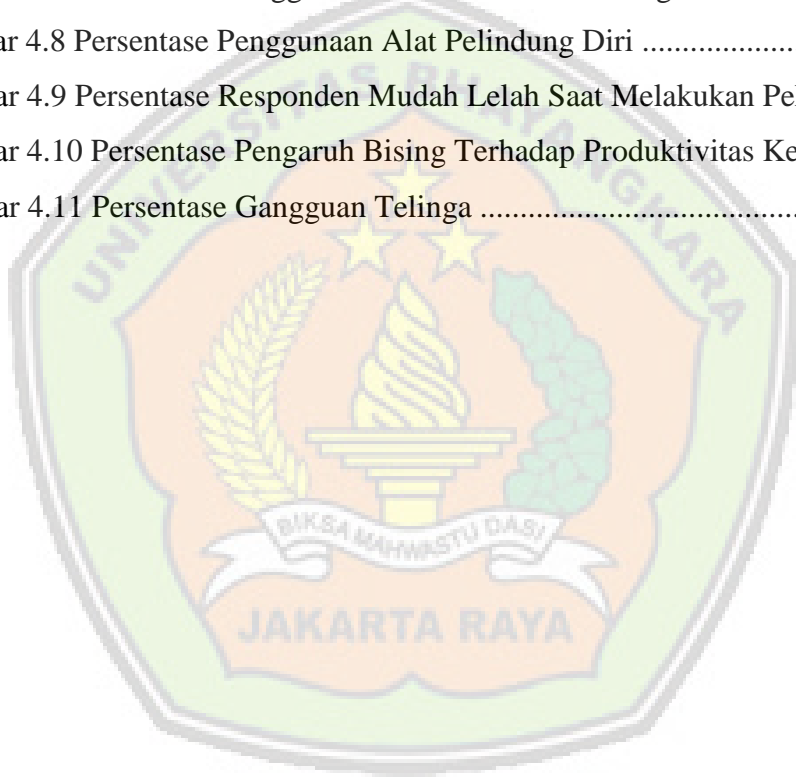 ar 4.8 Persentase Penggunaan Alat Pelindung Diri ....................
ar 4.9 Persentase Responden Mudah Lelah Saat Melakukan Pe
ar 4.10 Persentase Pengaruh Bising Terhadap Produktivitas Ke
ar 4.11 Persentase Gangguan Telinga ........................................
UNIVERSITAS BHAYANGKARA
BIKSA MAHWASTU DASI
JAKARTA RAYA